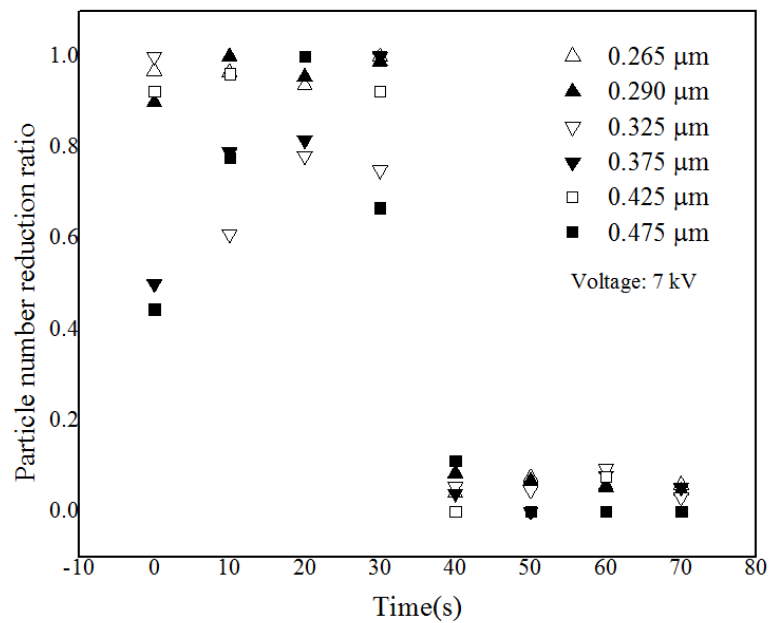 Particle number reduction ratio
1.0
0.8
0.6
0.4
0.2
0.0
0.265 μm
0.290 μm
0.325 μm
0.375 μm
0.425 μm
0.475 μm
Voltage: 7 kV
-10 0 10 20 30 40 50 60 70 80
Time(s)